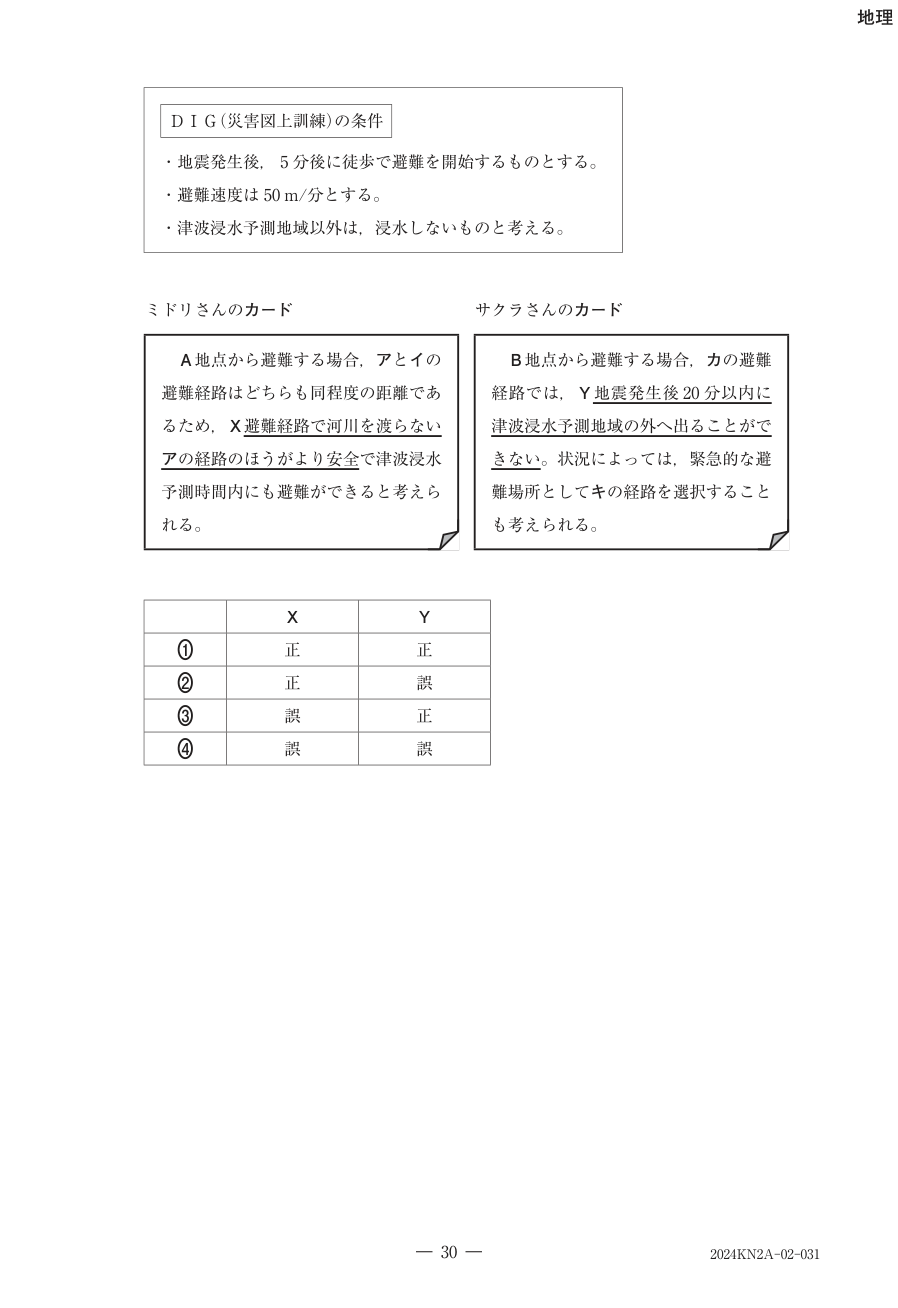 地理
ＤＩＧ(災害図上訓練)の条件
・地震発生後，５分後に徒歩で避難を開始するものとする。
・避難速度は 50 m/分とする。
・津波浸水予測地域以外は，浸水しないものと考える。
ミドリさんのカード
A地点から避難する場合，アとイの
避難経路はどちらも同程度の距離であ
るため，X避難経路で河川を渡らない
アの経路のほうがより安全で津波浸水
予測時間内にも避難ができると考えら
れる。
サクラさんのカード
B地点から避難する場合，カの避難
経路では，Y地震発生後 20 分以内に
津波浸水予測地域の外へ出ることがで
きない。状況によっては，緊急的な避
難場所としてキの経路を選択すること
も考えられる。
X Y
① 正 正
② 正 誤
③ 誤 正
④ 誤 誤
― 30 ―
2024KN2A-02-031